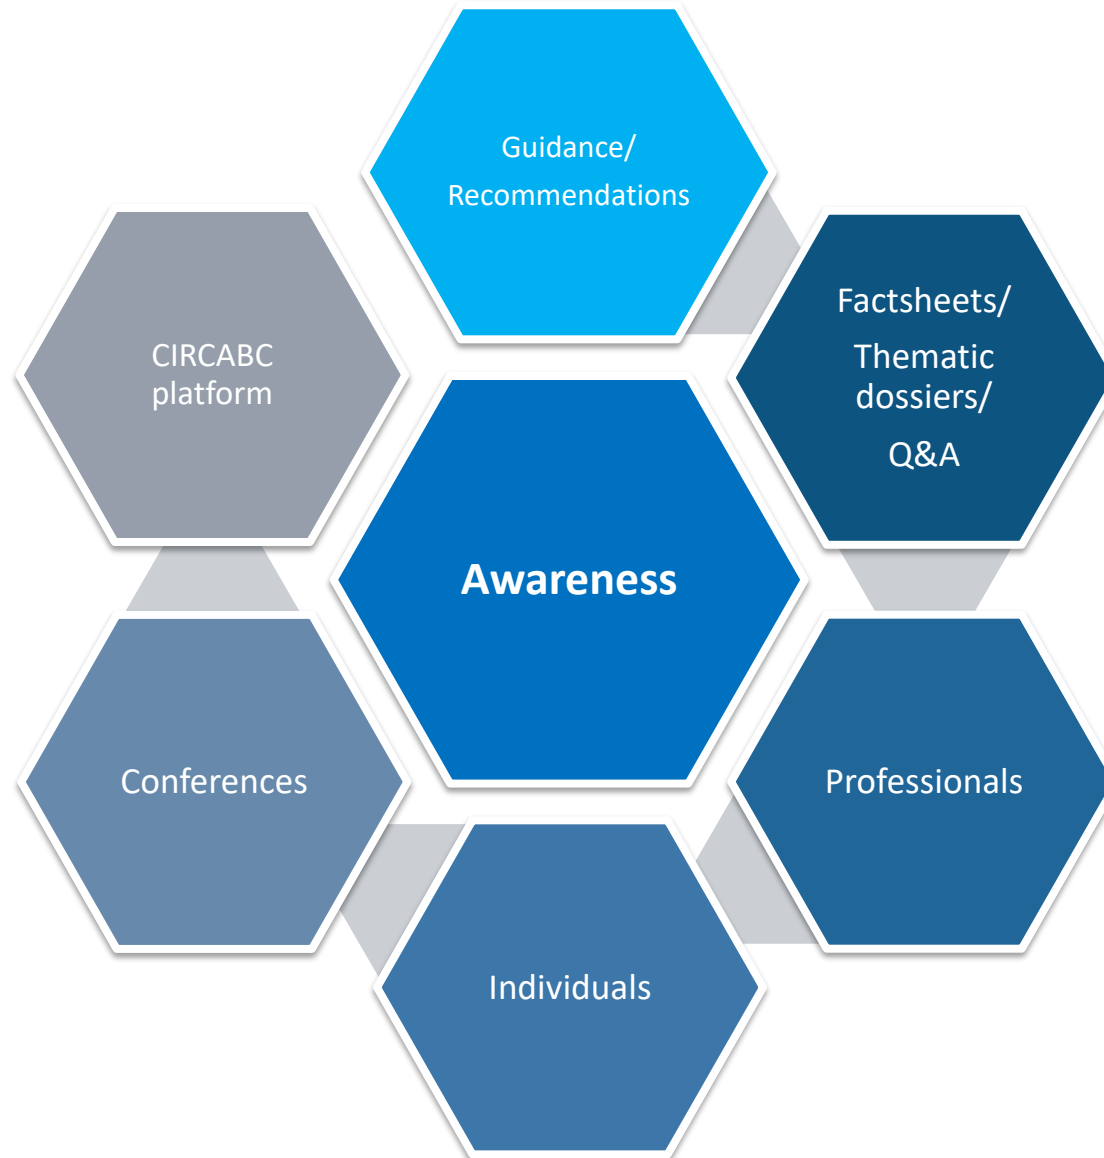 Guidance/
Recommendations
Factsheets/
Thematic
dossiers/
Q&A
CIRCABC
platform
Awareness
Conferences
Professionals
Individuals